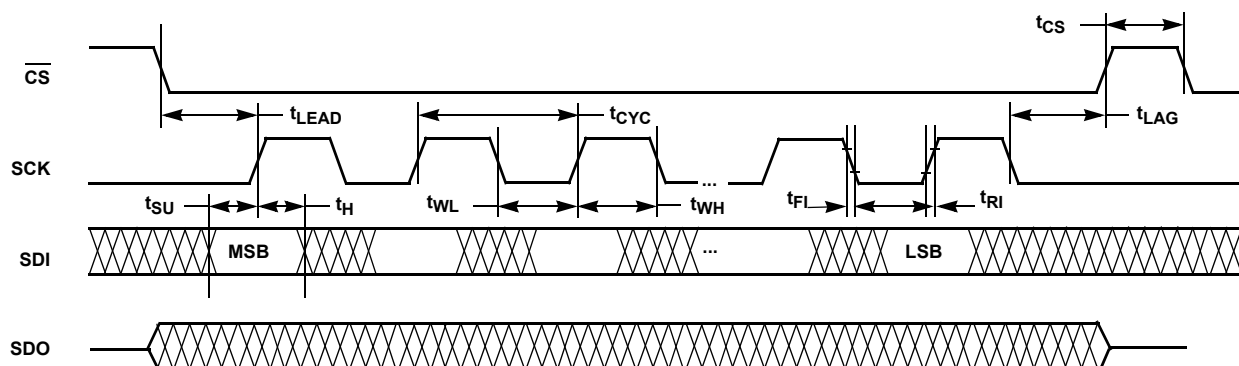 tCS
CS
tLEAD
tCYC
tLAG
SCK
...
tSU
tH
tWL
tWH
tFI
tRI
SDI
MSB
...
LSB
SDO